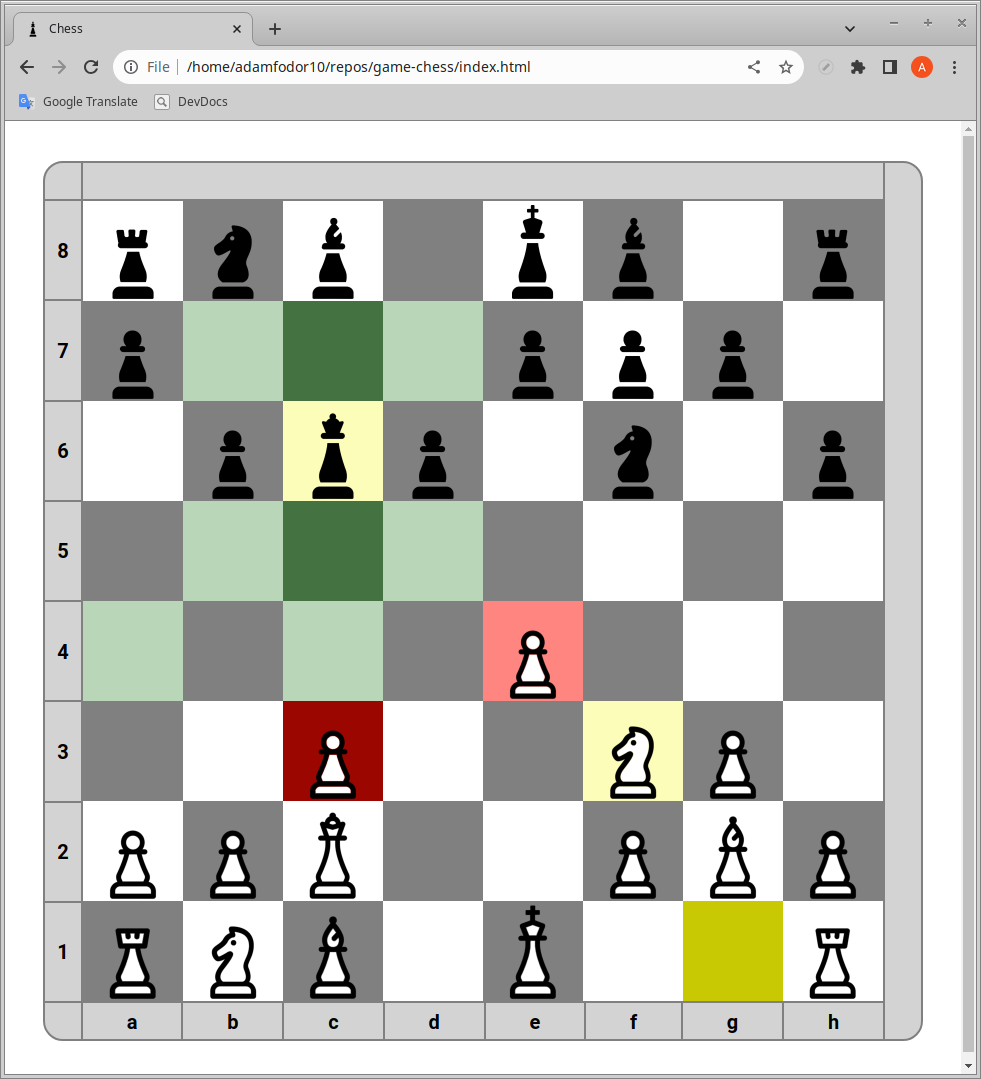 Chess
File /home/adamfodor10/repos/game-chess/index.html
A
Google Translate DevDocs
8
7
6
5
4
3
2
1
a b c d e f g h